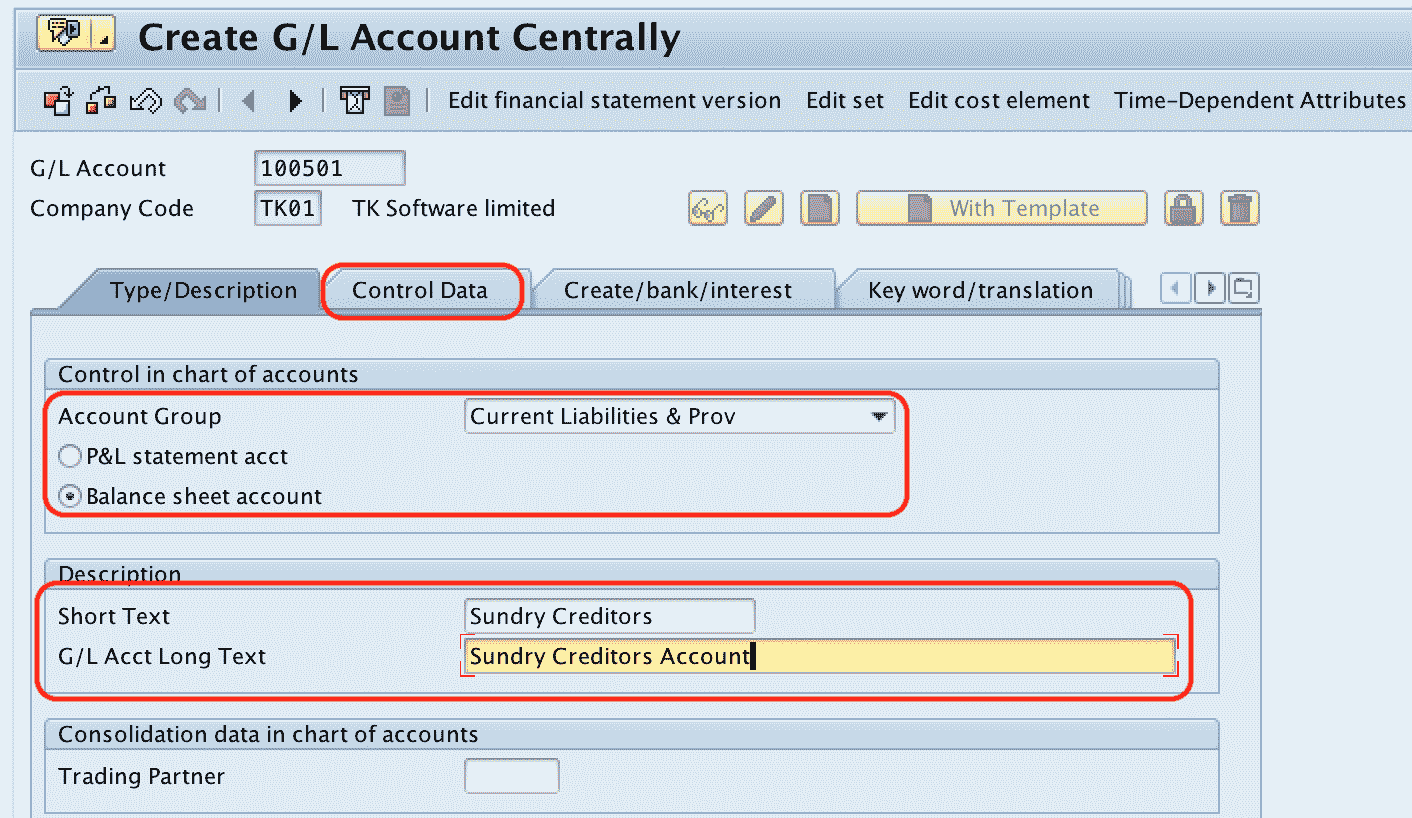 Create G/L Account Centrally
Edit financial statement version Edit set Edit cost element Time-Dependent Attributes
G/L Account 100501
Company Code TK01 TK Software limited With Template
Type/Description Control Data Create/bank/interest Key word/translation
Control in chart of accounts
Account Group Current Liabilities & Prov
P&L statement acct
Balance sheet account
Description
Short Text Sundry Creditors
G/L Acct Long Text Sundry Creditors Account
Consolidation data in chart of accounts
Trading Partner